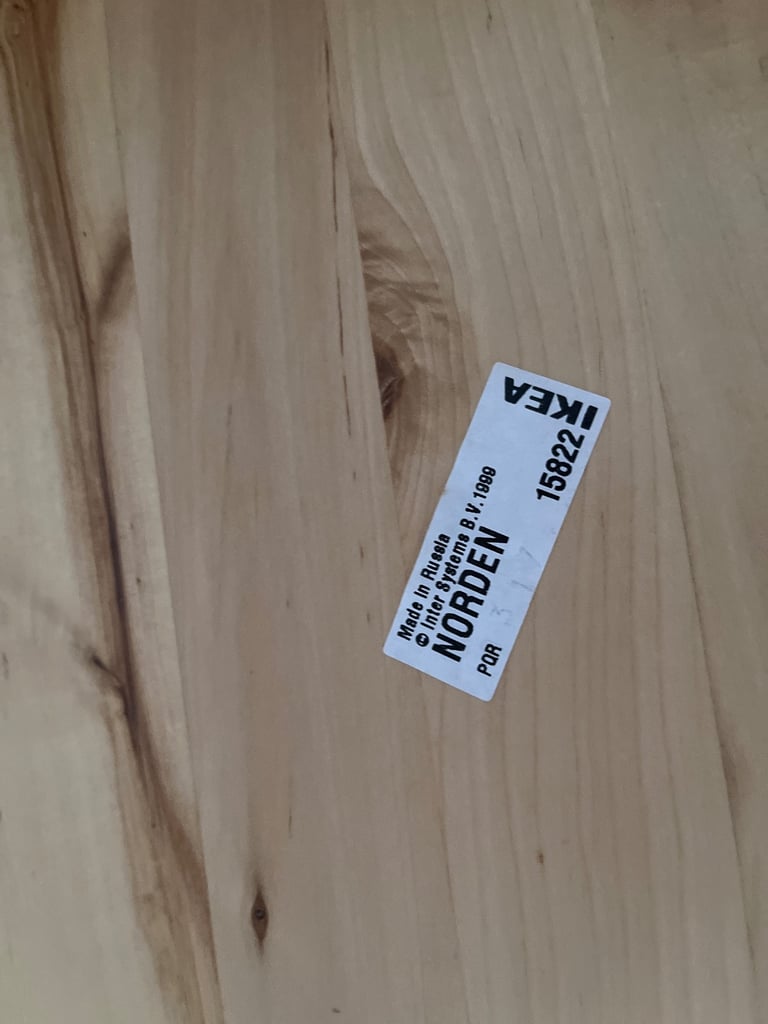 Made in Russia
© Inter Systems B.V. 1999
NORDEN
PQR
15822
IKEA